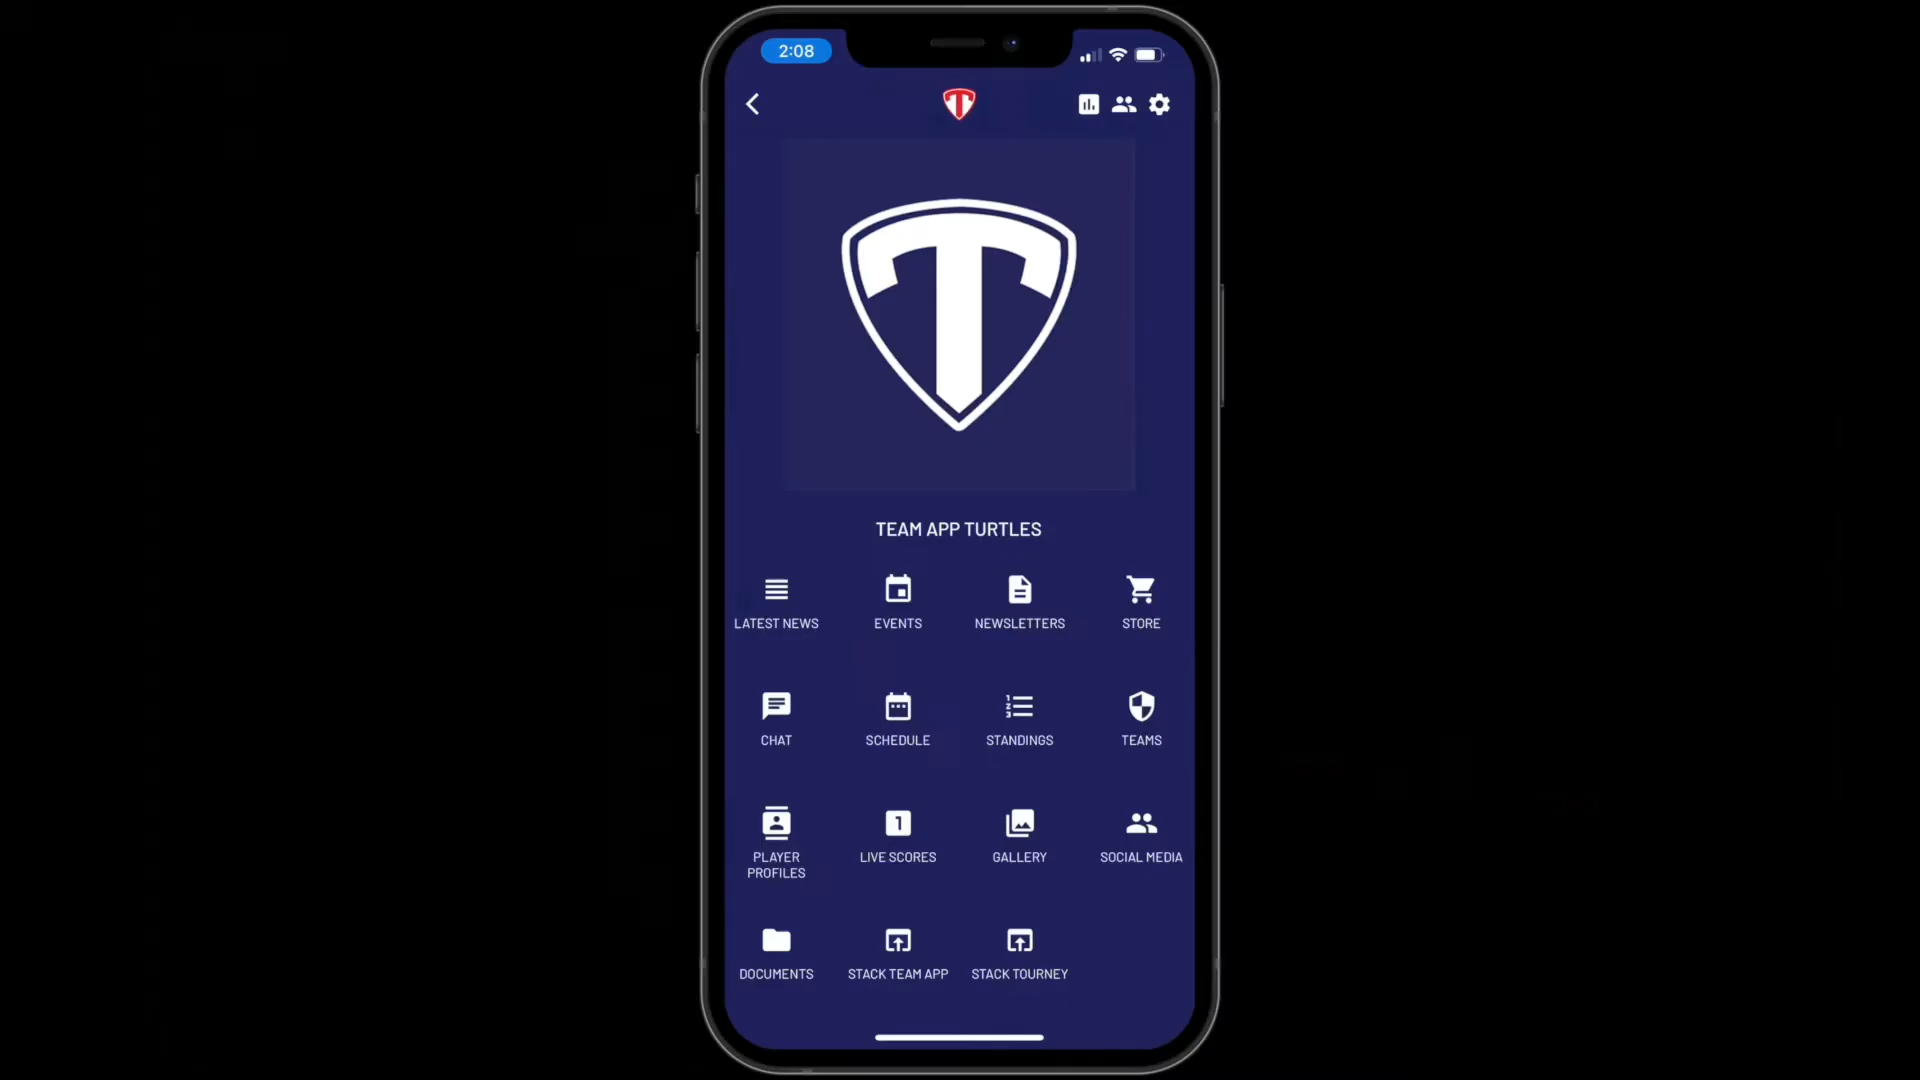 2:08
TEAM APP TURTLES
LATEST NEWS
EVENTS
NEWSLETTERS
STORE
CHAT
SCHEDULE
STANDINGS
TEAMS
PLAYER
PROFILES
LIVE SCORES
GALLERY
SOCIAL MEDIA
DOCUMENTS
STACK TEAM APP
STACK TOURNEY